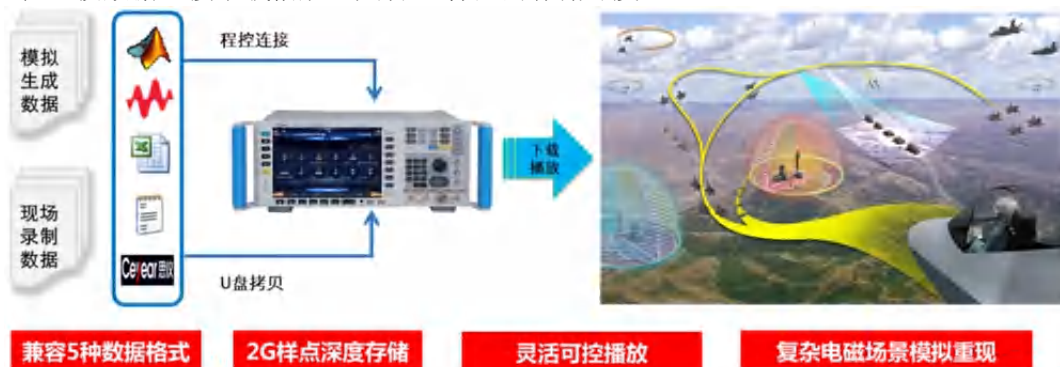 模拟
生成
数据
程控连接
下载
播放
现场
录制
数据
Ceyear思仪
U盘拷贝
兼容5种数据格式
2G样点深度存储
灵活可控播放
复杂电磁场景模拟重现